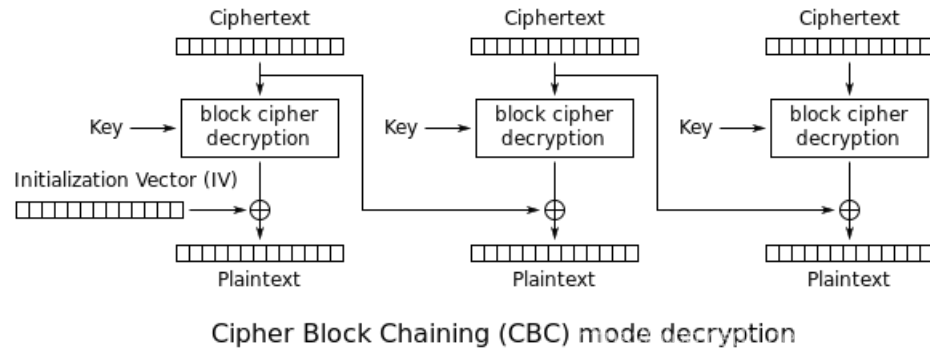 Ciphertext
Ciphertext
Ciphertext
Key
block cipher
decryption
Key
block cipher
decryption
Key
block cipher
decryption
Initialization Vector (IV)
Plaintext
Plaintext
Plaintext
Cipher Block Chaining (CBC) mode decryption